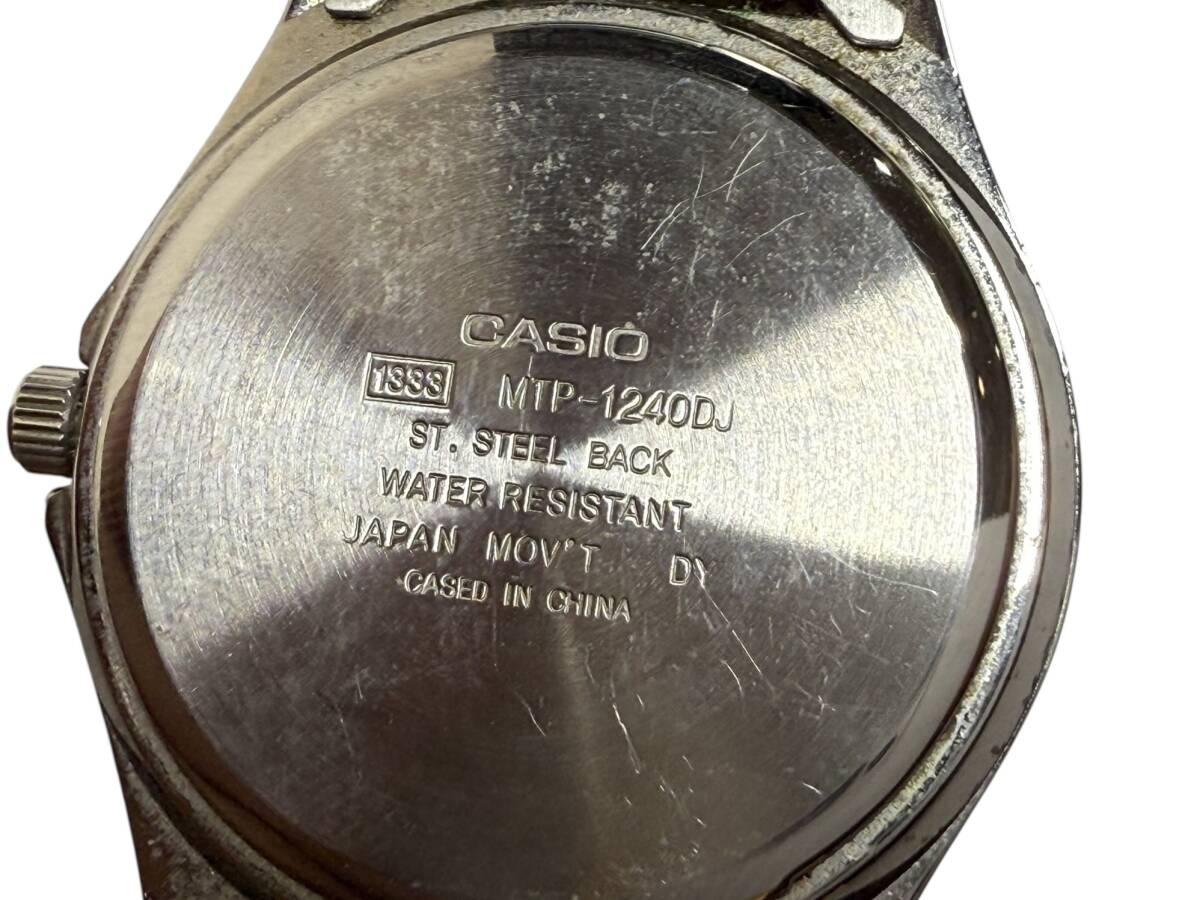 CASIO
1333 MTP-1240DJ
ST. STEEL BACK
WATER RESISTANT
JAPAN MOV'T DY
CASED IN CHINA